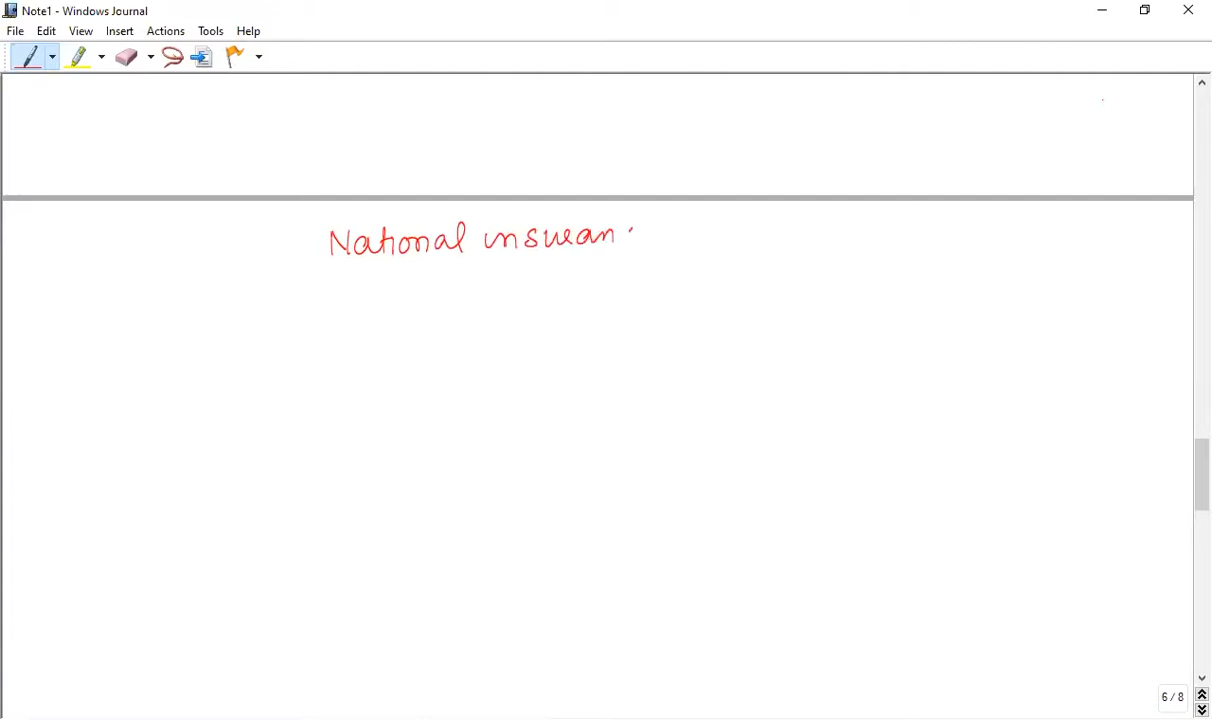 Note1 - Windows Journal
File Edit View Insert Actions Tools Help
National insuran
6 / 8